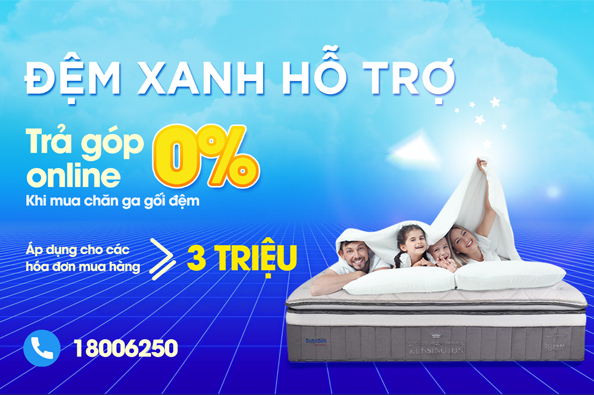 ĐỆM XANH HỖ TRỢ
Trả góp
online
0%
Khi mua chăn ga gối đệm
Áp dụng cho các
hóa đơn mua hàng
3 TRIỆU
18006250